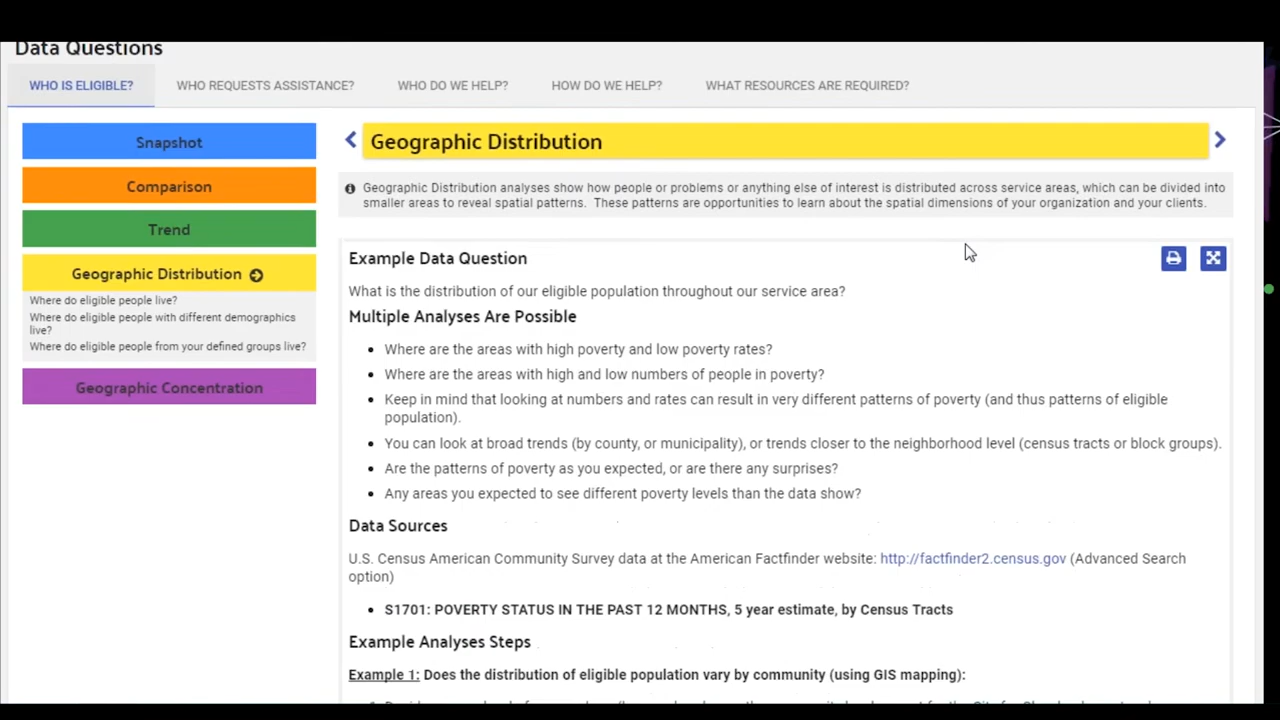 Data Questions
WHO IS ELIGIBLE?
WHO REQUESTS ASSISTANCE?
WHO DO WE HELP?
HOW DO WE HELP?
WHAT RESOURCES ARE REQUIRED?
Snapshot
Comparison
Trend
Geographic Distribution
Where do eligible people live?
Where do eligible people with different demographics
live?
Where do eligible people from your defined groups live?
Geographic Concentration
Geographic Distribution
Geographic Distribution analyses show how people or problems or anything else of interest is distributed across service areas, which can be divided into
smaller areas to reveal spatial patterns. These patterns are opportunities to learn about the spatial dimensions of your organization and your clients.
Example Data Question
What is the distribution of our eligible population throughout our service area?
Multiple Analyses Are Possible
Where are the areas with high poverty and low poverty rates?
Where are the areas with high and low numbers of people in poverty?
Keep in mind that looking at numbers and rates can result in very different patterns of poverty (and thus patterns of eligible
population).
You can look at broad trends (by county, or municipality), or trends closer to the neighborhood level (census tracts or block groups).
Are the patterns of poverty as you expected, or are there any surprises?
Any areas you expected to see different poverty levels than the data show?
Data Sources
U.S. Census American Community Survey data at the American Factfinder website: http://factfinder2.census.gov (Advanced Search
option)
S1701: POVERTY STATUS IN THE PAST 12 MONTHS, 5 year estimate, by Census Tracts
Example Analyses Steps
Example 1: Does the distribution of eligible population vary by community (using GIS mapping):